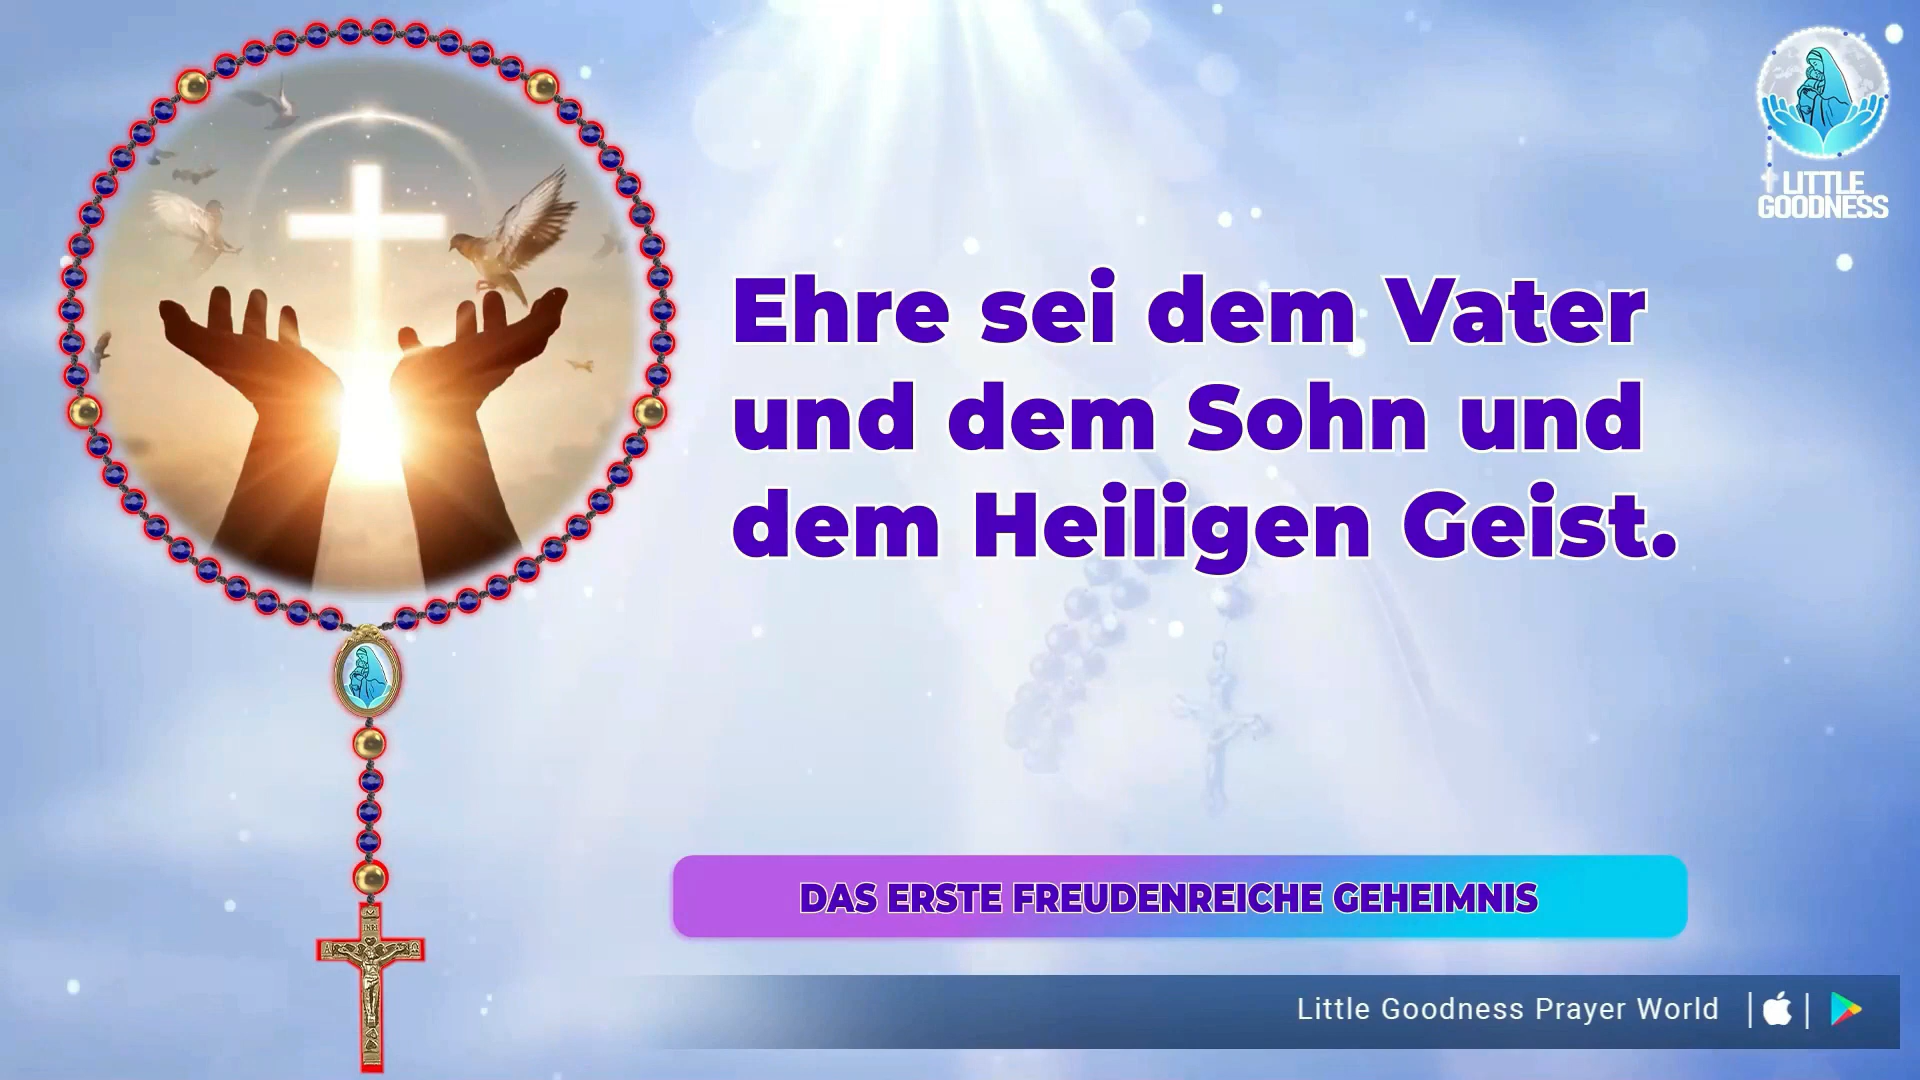 LITTLE
GOODNESS
Ehre sei dem Vater
und dem Sohn und
dem Heiligen Geist.
INRI
DAS ERSTE FREUDENREICHE GEHEIMNIS
Little Goodness Prayer World